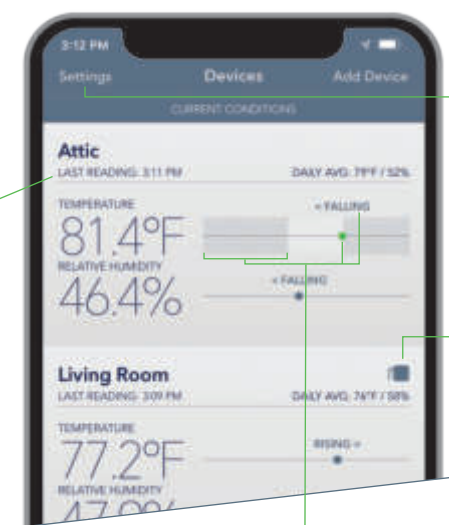 3:12 PM
Settings Devices Add Device
CURRENT CONDITIONS
Attic
LAST READING: 3:11 PM DAILY AVG: 79°F / 52%
TEMPERATURE
« FALLING
81.4°F
RELATIVE HUMIDITY
« FALLING
46.4%
Living Room
LAST READING: 3:09 PM DAILY AVG: 76°F / 58%
TEMPERATURE
RISING »
77.2°F
RELATIVE HUMIDITY